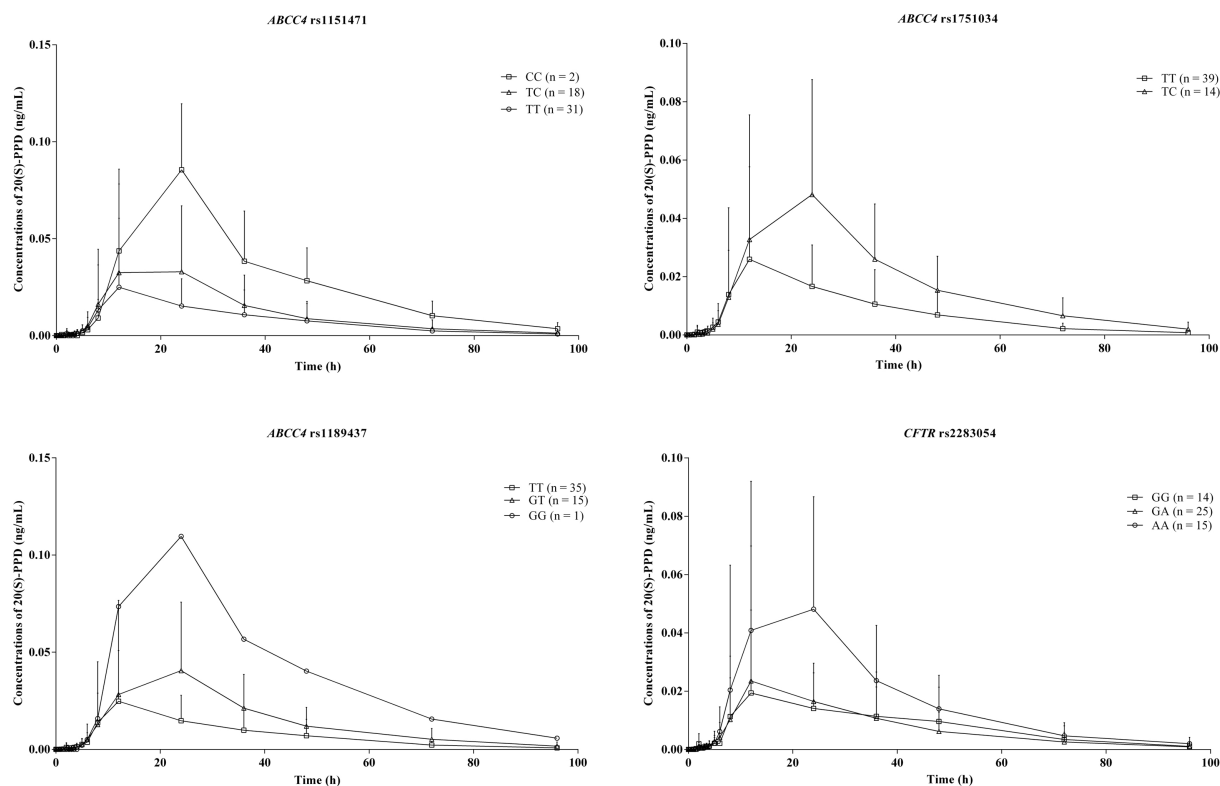 ABCC4 rs1151471
0.15
0.10
0.05
0.00
Concentrations of 20(S)-PPD (ng/mL)
0
20
40
60
80
100
Time (h)
CC (n = 2)
TC (n = 18)
TT (n = 31)
ABCC4 rs1751034
0.10
0.08
0.06
0.04
0.02
0.00
Concentrations of 20(S)-PPD (ng/mL)
0
20
40
60
80
100
Time (h)
TT (n = 39)
TC (n = 14)
ABCC4 rs1189437
0.15
0.10
0.05
0.00
Concentrations of 20(S)-PPD (ng/mL)
0
20
40
60
80
100
Time (h)
TT (n = 35)
GT (n = 15)
GG (n = 1)
CFTR rs2283054
0.10
0.08
0.06
0.04
0.02
0.00
Concentrations of 20(S)-PPD (ng/mL)
0
20
40
60
80
100
Time (h)
GG (n = 14)
GA (n = 25)
AA (n = 15)